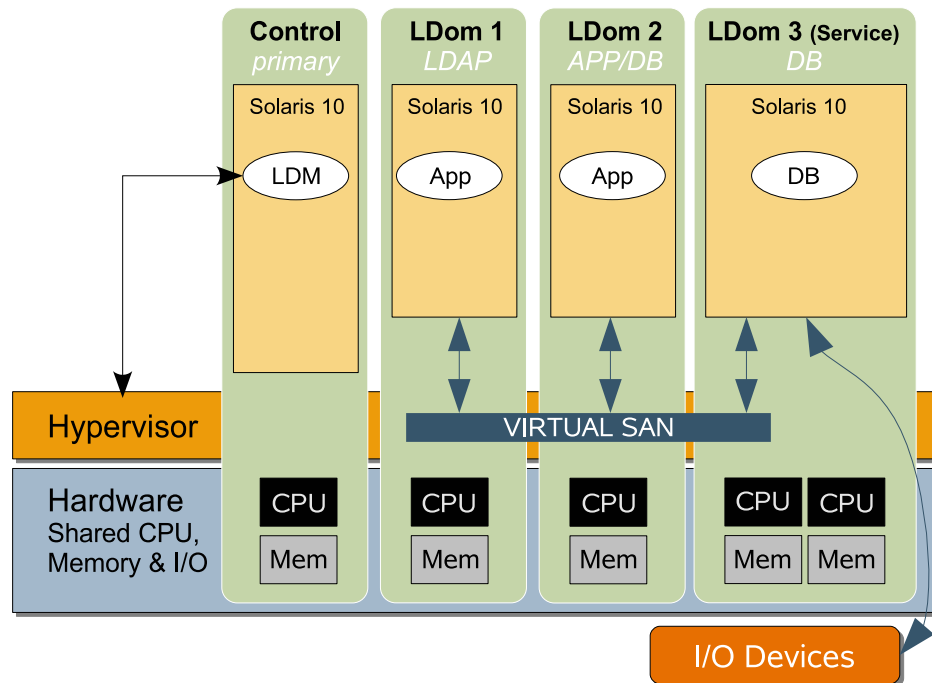 Control
primary
Solaris 10
LDM
LDom 1
LDAP
Solaris 10
App
LDom 2
APP/DB
Solaris 10
App
LDom 3 (Service)
DB
Solaris 10
DB
Hypervisor
VIRTUAL SAN
Hardware
Shared CPU,
Memory & I/O
CPU
Mem
CPU
Mem
CPU
Mem
CPU
CPU
Mem
Mem
I/O Devices